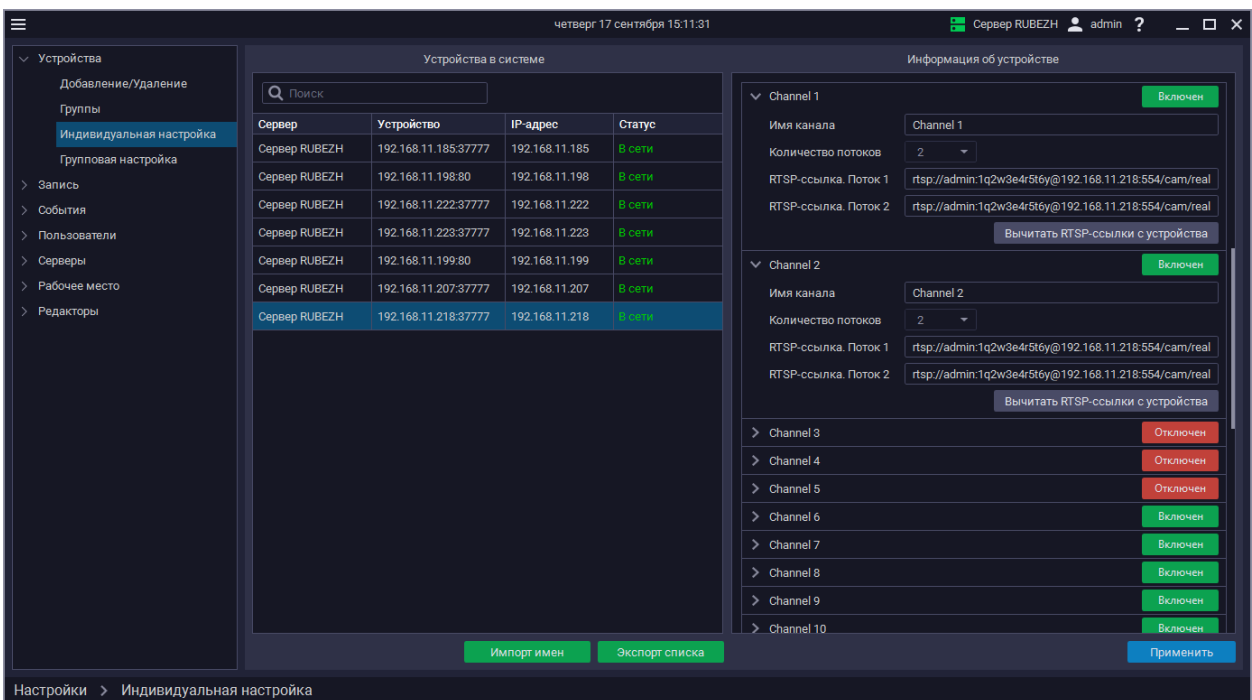 четверг 17 сентября 15:11:31
Сервер RUBEZH admin ?
Устройства
Добавление/Удаление
Группы
Индивидуальная настройка
Групповая настройка
Запись
События
Пользователи
Серверы
Рабочее место
Редакторы
Устройства в системе
Поиск
Сервер Устройство IP-адрес Статус
Сервер RUBEZH 192.168.11.185:37777 192.168.11.185 В сети
Сервер RUBEZH 192.168.11.198:80 192.168.11.198 В сети
Сервер RUBEZH 192.168.11.222:37777 192.168.11.222 В сети
Сервер RUBEZH 192.168.11.223:37777 192.168.11.223 В сети
Сервер RUBEZH 192.168.11.199:80 192.168.11.199 В сети
Сервер RUBEZH 192.168.11.207:37777 192.168.11.207 В сети
Сервер RUBEZH 192.168.11.218:37777 192.168.11.218 В сети
Импорт имен Экспорт списка
Информация об устройстве
Channel 1 Включен
Имя канала Channel 1
Количество потоков 2
RTSP-ссылка. Поток 1 rtsp://admin:1q2w3e4r5t6y@192.168.11.218:554/cam/real
RTSP-ссылка. Поток 2 rtsp://admin:1q2w3e4r5t6y@192.168.11.218:554/cam/real
Вычитать RTSP-ссылки с устройства
Channel 2 Включен
Имя канала Channel 2
Количество потоков 2
RTSP-ссылка. Поток 1 rtsp://admin:1q2w3e4r5t6y@192.168.11.218:554/cam/real
RTSP-ссылка. Поток 2 rtsp://admin:1q2w3e4r5t6y@192.168.11.218:554/cam/real
Вычитать RTSP-ссылки с устройства
Channel 3 Отключен
Channel 4 Отключен
Channel 5 Отключен
Channel 6 Включен
Channel 7 Включен
Channel 8 Включен
Channel 9 Включен
Channel 10 Включен
Применить
Настройки > Индивидуальная настройка